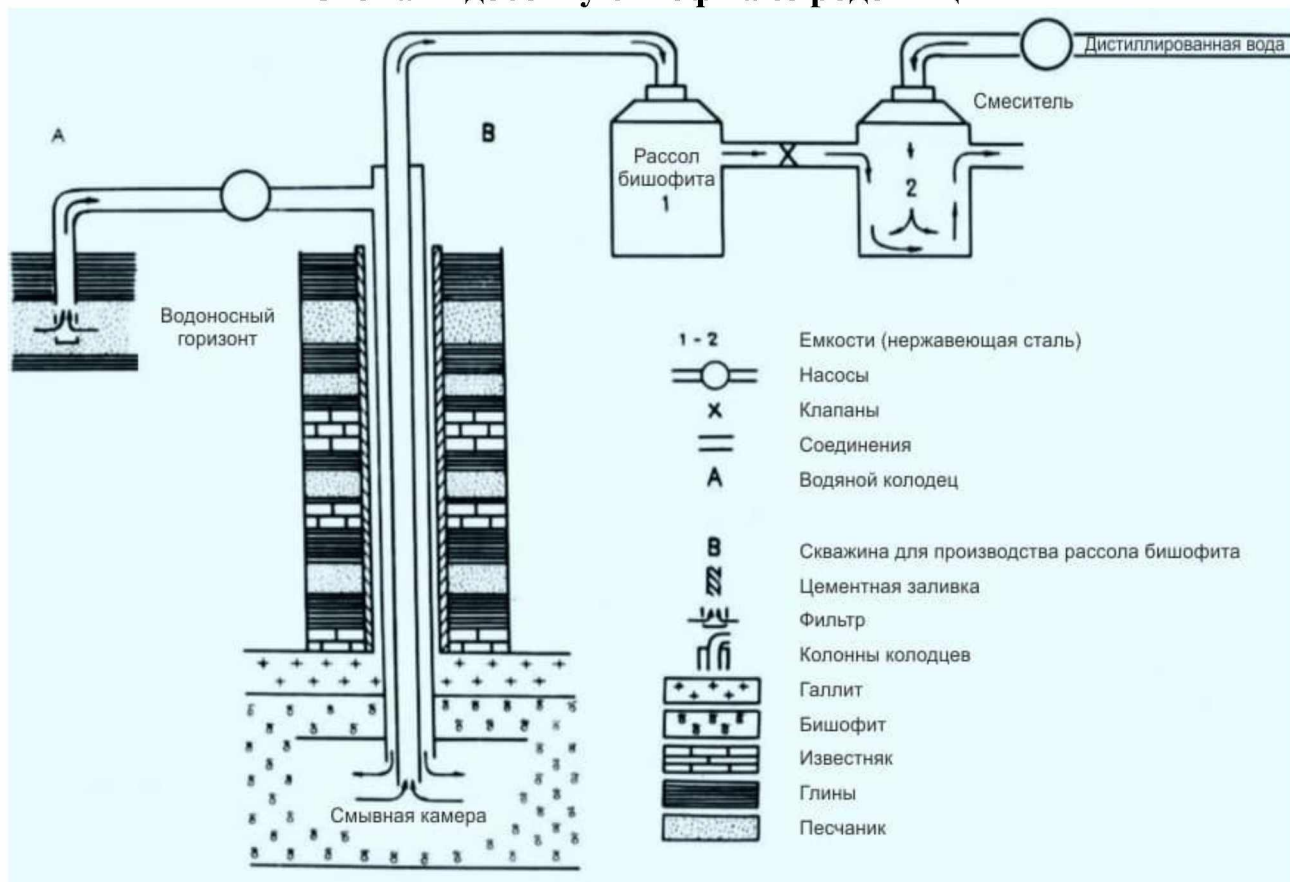 Дистиллированная вода
Смеситель
А
В
Рассол
бишофита
1
2
Водоносный
горизонт
1 - 2 Емкости (нержавеющая сталь)
Насосы
х Клапаны
Соединения
А Водяной колодец
В Скважина для производства рассола бишофита
Цементная заливка
Фильтр
Колонны колодцев
Галлит
Бишофит
Известняк
Глины
Песчаник
Смывная камера